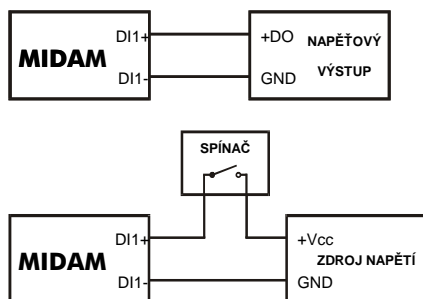 DI1+ +DO NAPĚŤOVÝ
MIDAM VÝSTUP
DI1- GND
SPÍNAČ
DI1+ +Vcc
MIDAM ZDROJ NAPĚTÍ
DI1- GND